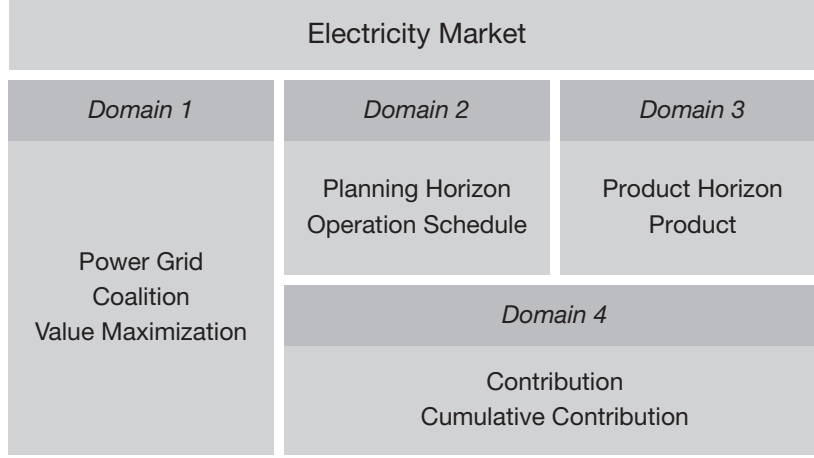 Electricity Market
Domain 1
Power Grid
Coalition
Value Maximization
Domain 2
Planning Horizon
Operation Schedule
Domain 3
Product Horizon
Product
Domain 4
Contribution
Cumulative Contribution